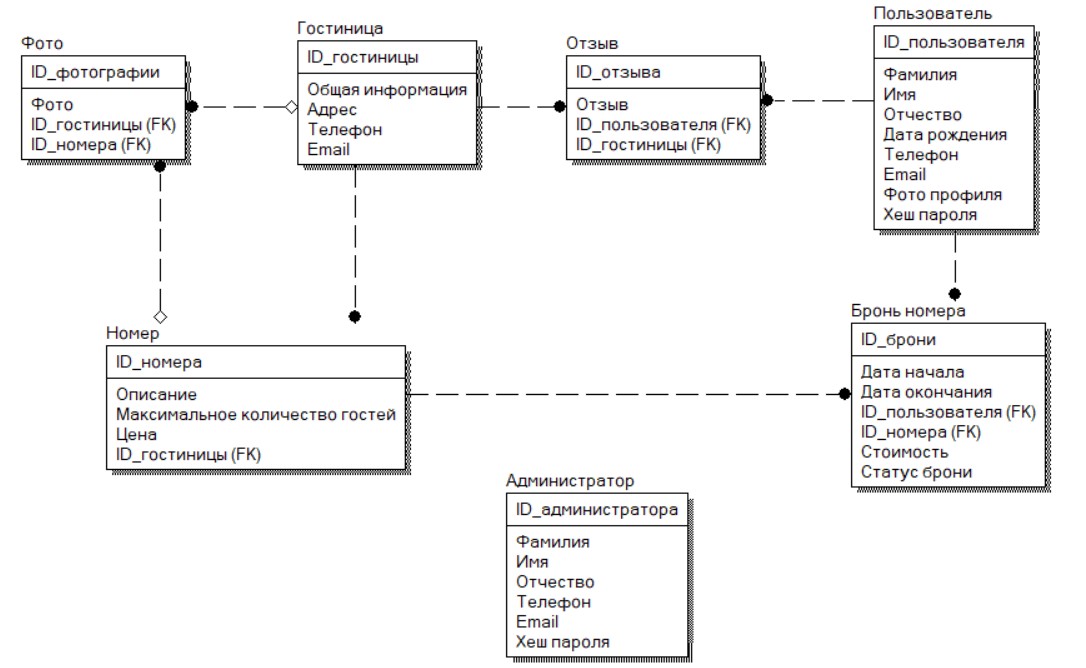 Фото
ID_фотографии
Фото
ID_гостиницы (FK)
ID_номера (FK)
Гостиница
ID_гостиницы
Общая информация
Адрес
Телефон
Email
Отзыв
ID_отзыва
Отзыв
ID_пользователя (FK)
ID_гостиницы (FK)
Пользователь
ID_пользователя
Фамилия
Имя
Отчество
Дата рождения
Телефон
Email
Фото профиля
Хеш пароля
Номер
ID_номера
Описание
Максимальное количество гостей
Цена
ID_гостиницы (FK)
Бронь номера
ID_брони
Дата начала
Дата окончания
ID_пользователя (FK)
ID_номера (FK)
Стоимость
Статус брони
Администратор
ID_администратора
Фамилия
Имя
Отчество
Телефон
Email
Хеш пароля